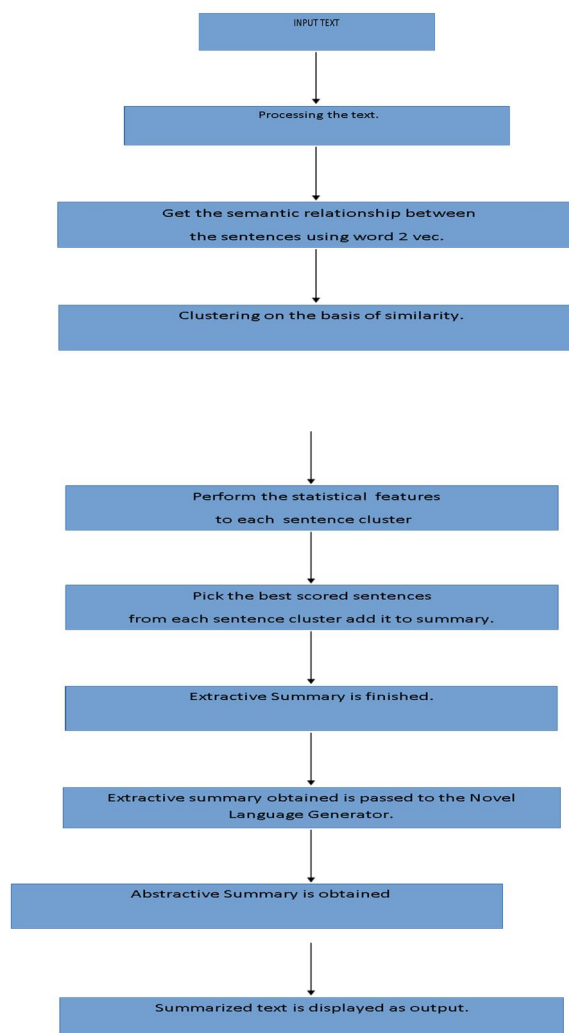 INPUT TEXT
Processing the text.
Get the semantic relationship between
the sentences using word 2 vec.
Clustering on the basis of similarity.
Perform the statistical features
to each sentence cluster
Pick the best scored sentences
from each sentence cluster add it to summary.
Extractive Summary is finished.
Extractive summary obtained is passed to the Novel
Language Generator.
Abstractive Summary is obtained
Summarized text is displayed as output.